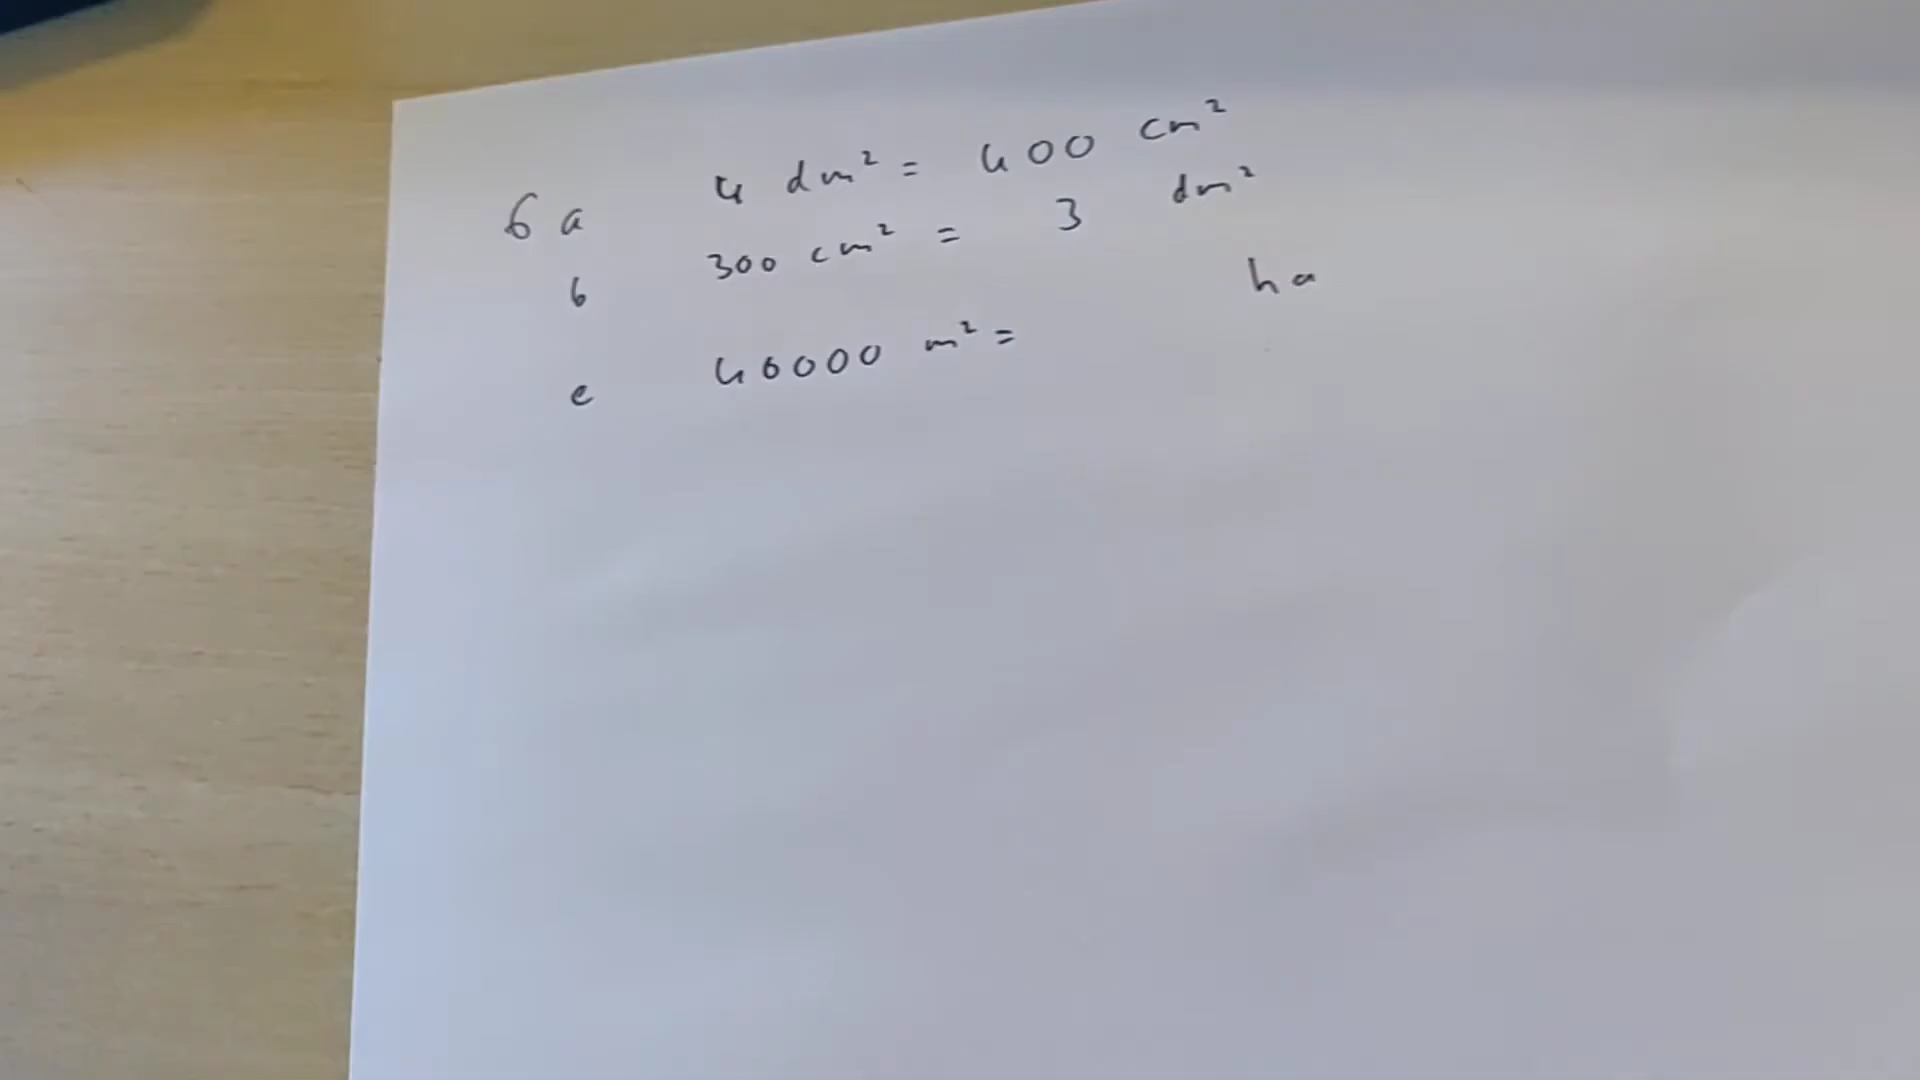 6 a 4 dm² = 400 cm²
b 300 cm² = 3 dm²
e 46000 m² = ha